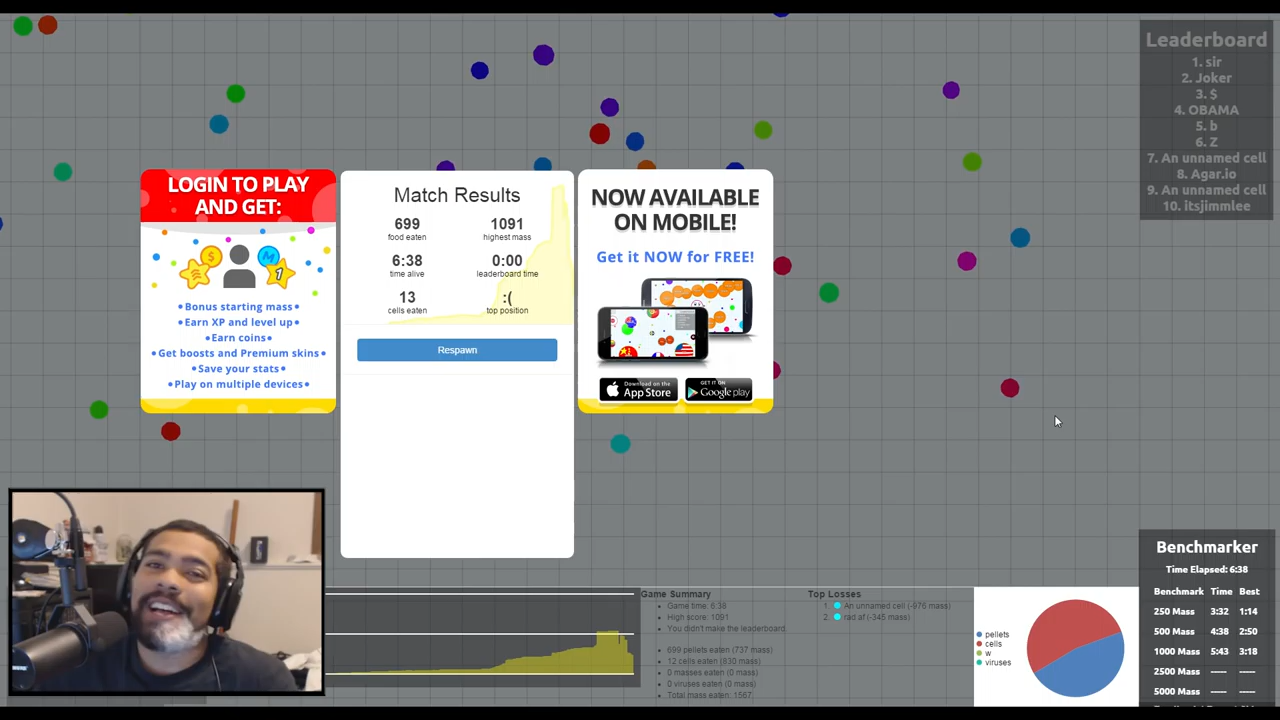 Leaderboard
1. sir
2. Joker
3. $
4. OBAMA
5. b
6. Z
7. An unnamed cell
8. Agar.io
9. An unnamed cell
10. itsjimmlee
LOGIN TO PLAY
AND GET:
•Bonus starting mass•
•Earn XP and level up•
•Earn coins•
•Get boosts and Premium skins•
•Save your stats•
•Play on multiple devices•
Match Results
699 1091
food eaten highest mass
6:38 0:00
time alive leaderboard time
13 :(
cells eaten top position
Respawn
NOW AVAILABLE
ON MOBILE!
Get it NOW for FREE!
Download on the
App Store
GET IT ON
Google play
Game Summary
• Game time: 6:38
• High score: 1091
• You didn't make the leaderboard.
• 699 pellets eaten (737 mass)
• 12 cells eaten (830 mass)
• 0 masses eaten (0 mass)
• 0 viruses eaten (0 mass)
• Total mass eaten: 1567
Top Losses
1. An unnamed cell (-976 mass)
2. rad af (-345 mass)
pellets
cells
w
viruses
Benchmarker
Time Elapsed: 6:38
Benchmark Time Best
250 Mass 3:32 1:14
500 Mass 4:38 2:50
1000 Mass 5:43 3:18
2500 Mass ----- -----
5000 Mass ----- -----